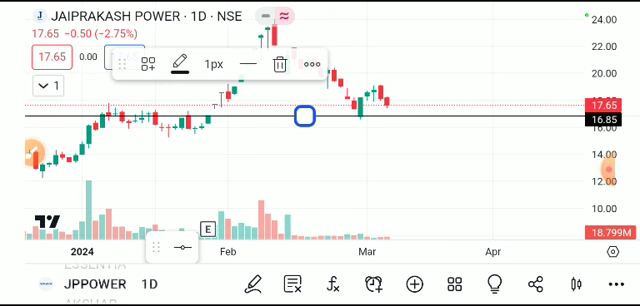 JAIPRAKASH POWER · 1D · NSE
17.65 −0.50 (−2.75%)
17.65 0.00
1px
1
24.00
22.00
20.00
18.00
17.65
16.85
16.00
14.00
12.00
10.00
18.799M
E
2024 Feb Mar Apr
JPPOWER 1D